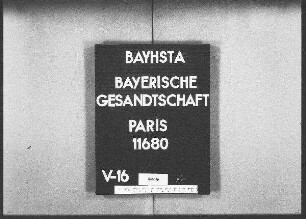 BAYHSTA
BAYERISCHE
GESANDTSCHAFT
PARIS
11680
V-16